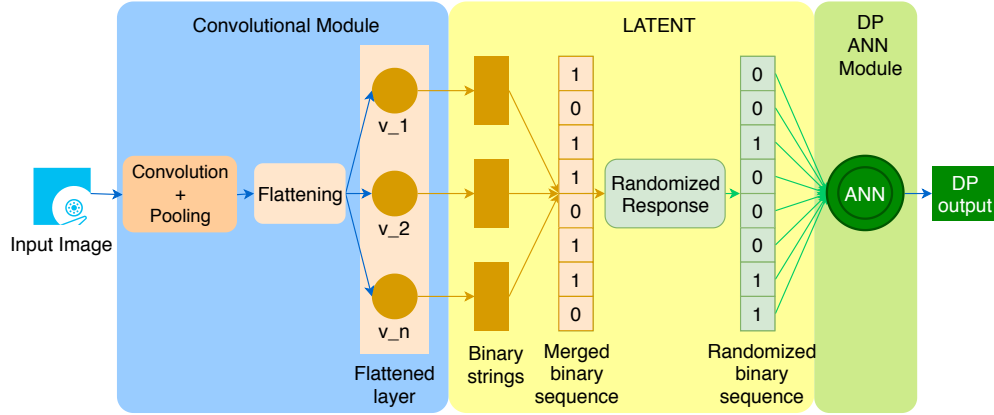 Convolutional Module
LATENT
DP
ANN
Module
Input Image
Convolution
+
Pooling
Flattening
v_1
v_2
v_n
Flattened
layer
Binary
strings
1
0
1
1
0
1
1
0
Merged
binary
sequence
Randomized
Response
0
0
1
0
0
0
1
1
Randomized
binary
sequence
ANN
DP
output